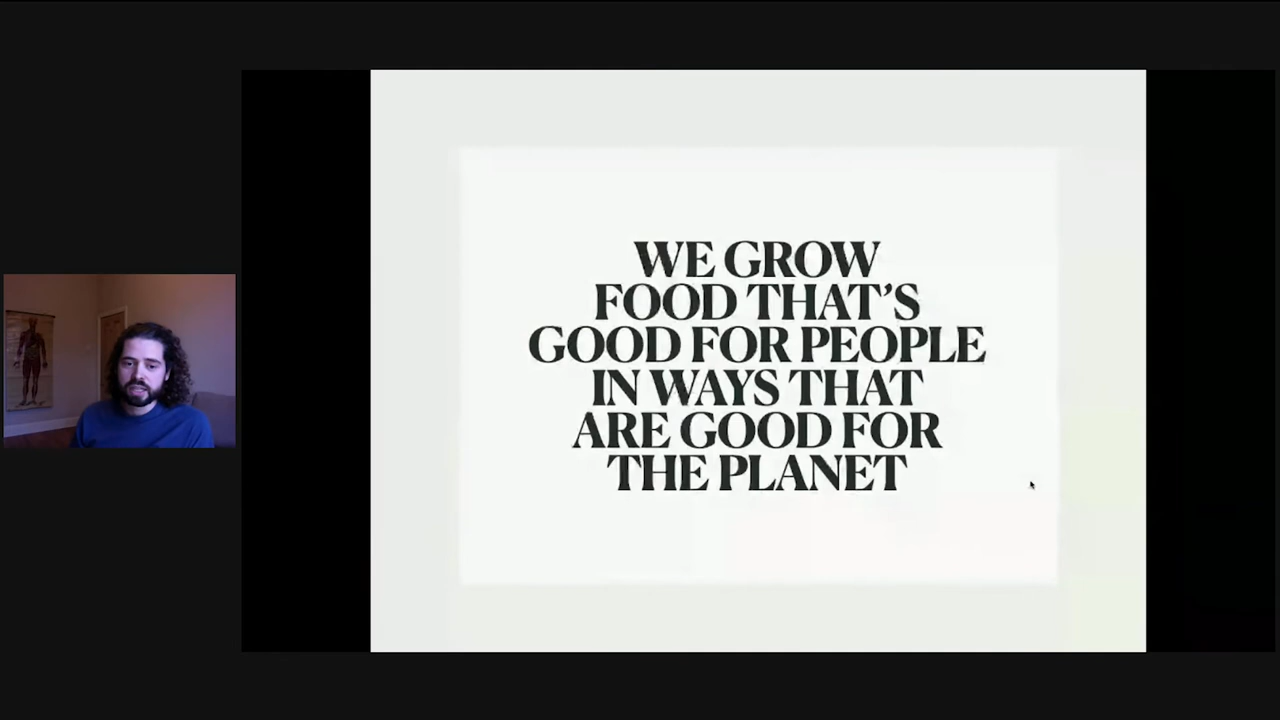 WE GROW
FOOD THAT’S
GOOD FOR PEOPLE
IN WAYS THAT
ARE GOOD FOR
THE PLANET